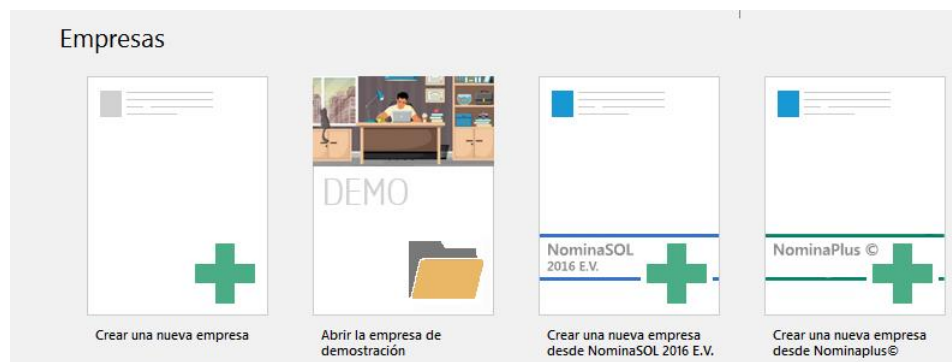 Empresas
DEMO
NominaSOL
2016 E.V.
NominaPlus ©
Crear una nueva empresa
Abrir la empresa de
demostración
Crear una nueva empresa
desde NominaSOL 2016 E.V.
Crear una nueva empresa
desde Nominaplus©